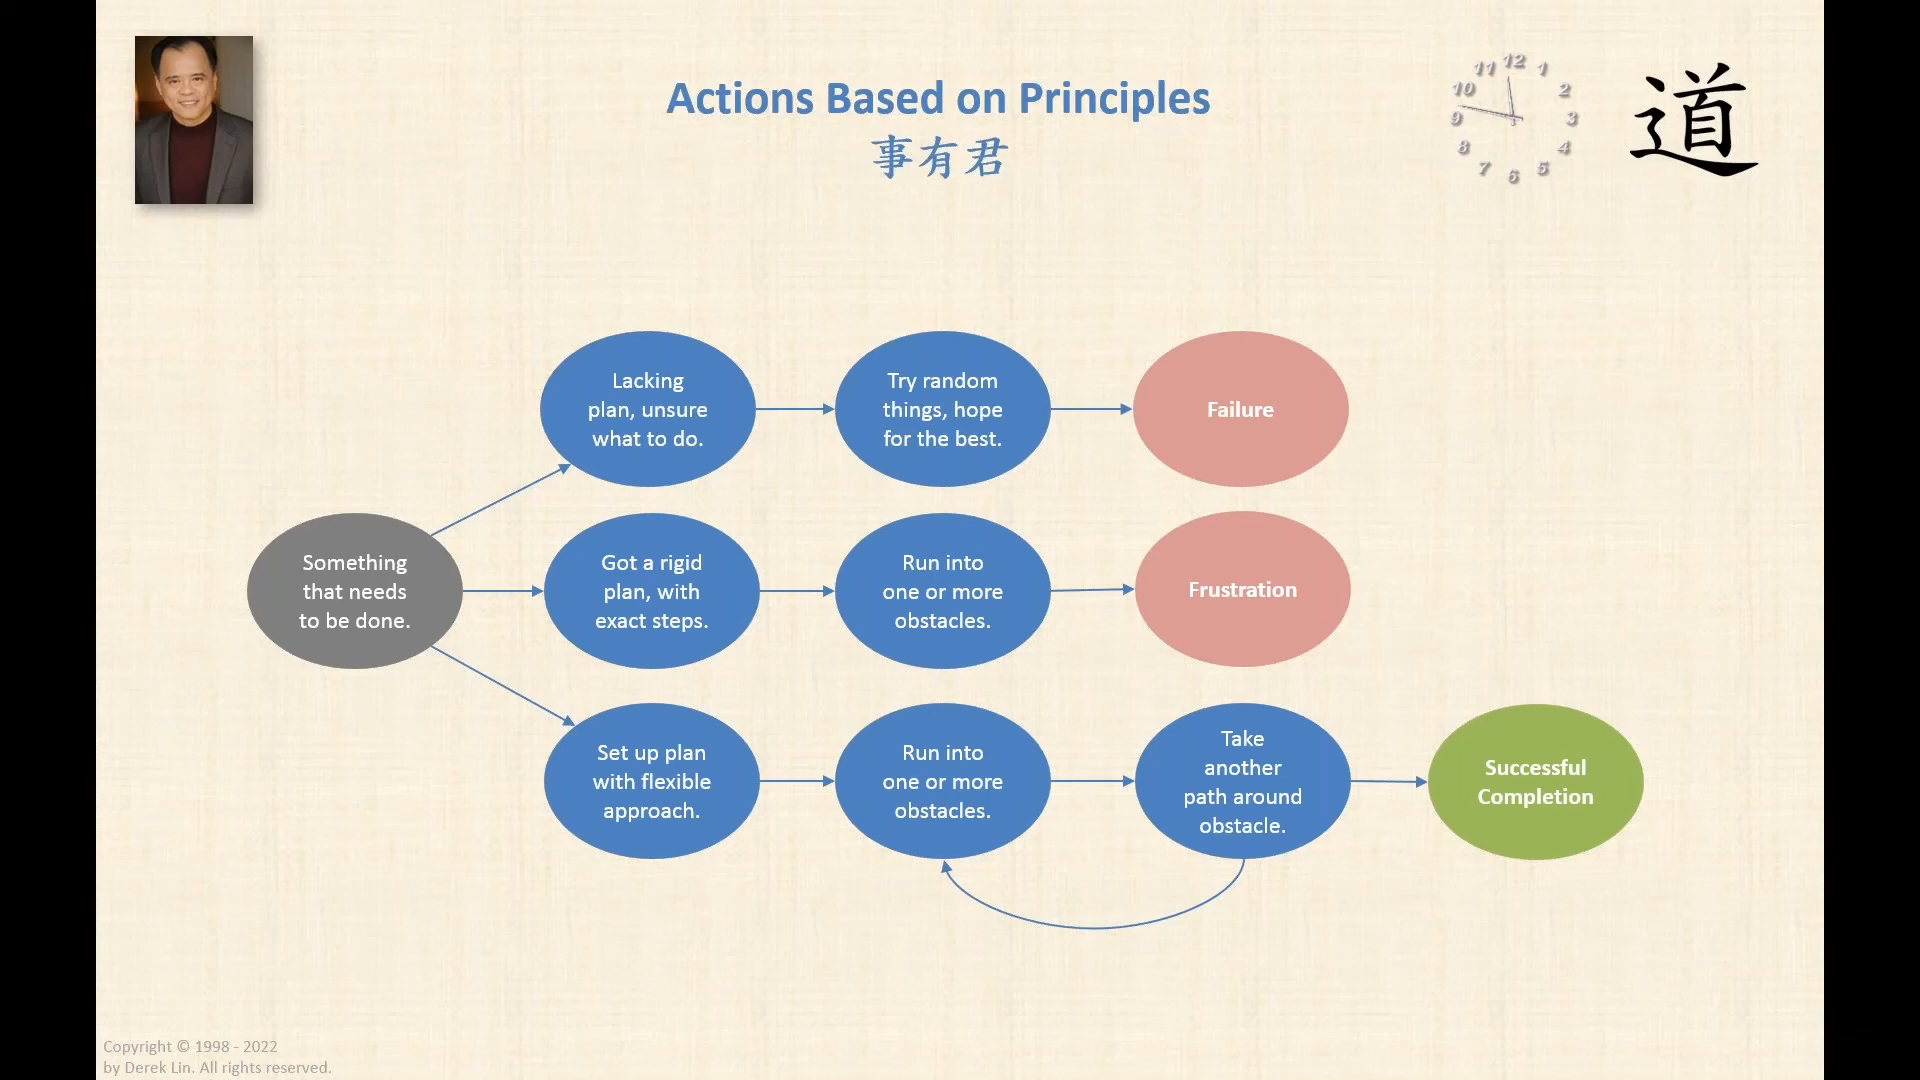 Actions Based on Principles
事有君
11 12 1
10 2
9 3
8 4
7 6 5
道
Lacking
plan, unsure
what to do.
Try random
things, hope
for the best.
Failure
Something
that needs
to be done.
Got a rigid
plan, with
exact steps.
Run into
one or more
obstacles.
Frustration
Set up plan
with flexible
approach.
Run into
one or more
obstacles.
Take
another
path around
obstacle.
Successful
Completion
Copyright © 1998 - 2022
by Derek Lin. All rights reserved.